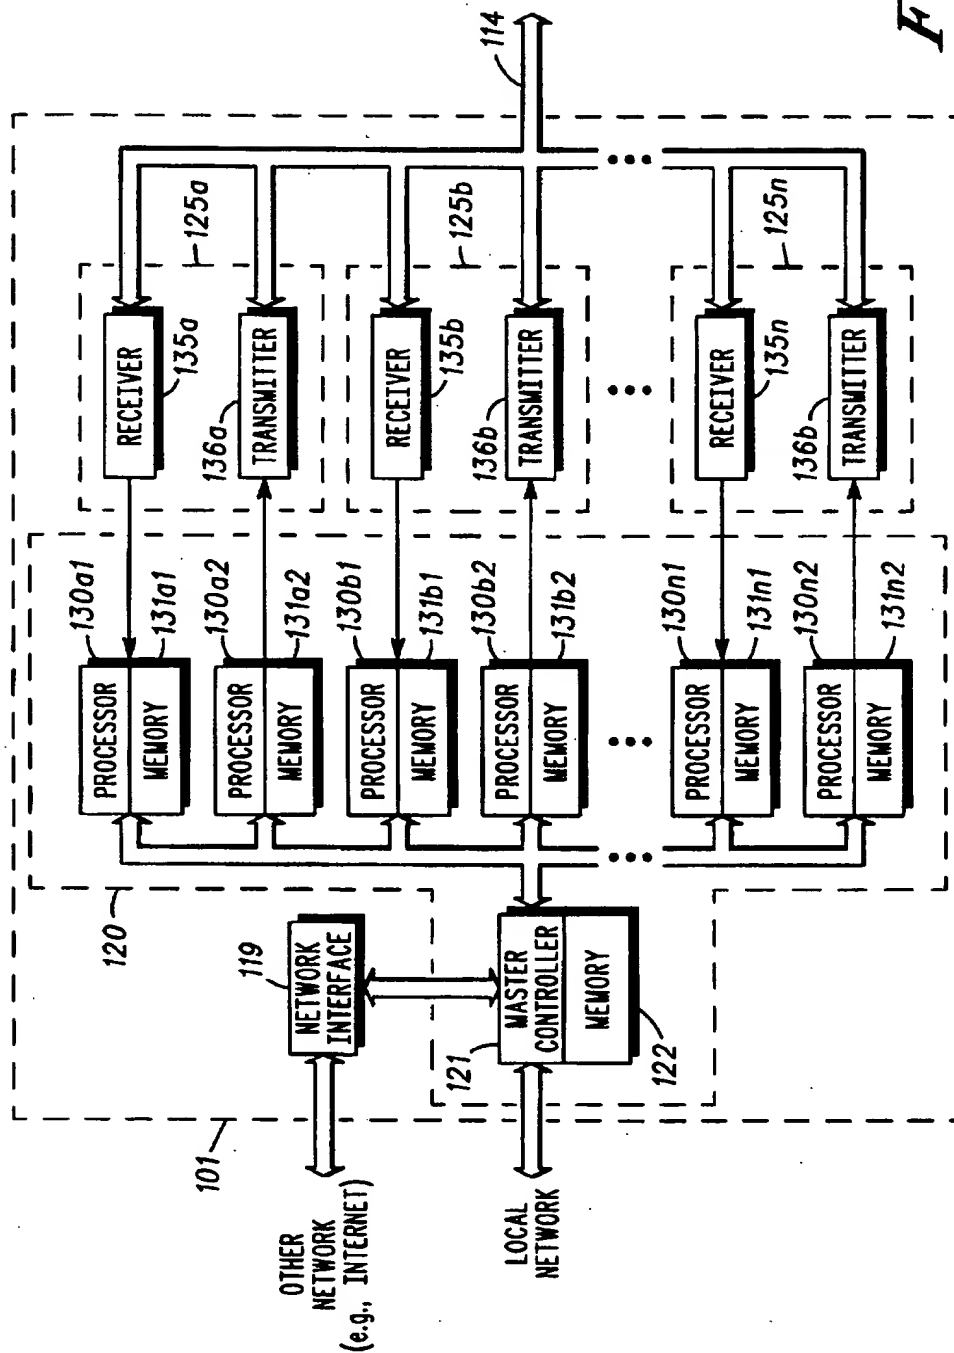 F
114
125a
125b
125n
RECEIVER
135a
136a
TRANSMITTER
RECEIVER
135b
136b
TRANSMITTER
RECEIVER
135n
136b
TRANSMITTER
130a1
PROCESSOR
MEMORY
131a1
130a2
PROCESSOR
MEMORY
131a2
130b1
PROCESSOR
MEMORY
131b1
130b2
PROCESSOR
MEMORY
131b2
130n1
PROCESSOR
MEMORY
131n1
130n2
PROCESSOR
MEMORY
131n2
120
119
NETWORK
INTERFACE
121
MASTER
CONTROLLER
MEMORY
122
101
OTHER
NETWORK
(e.g., INTERNET)
LOCAL
NETWORK